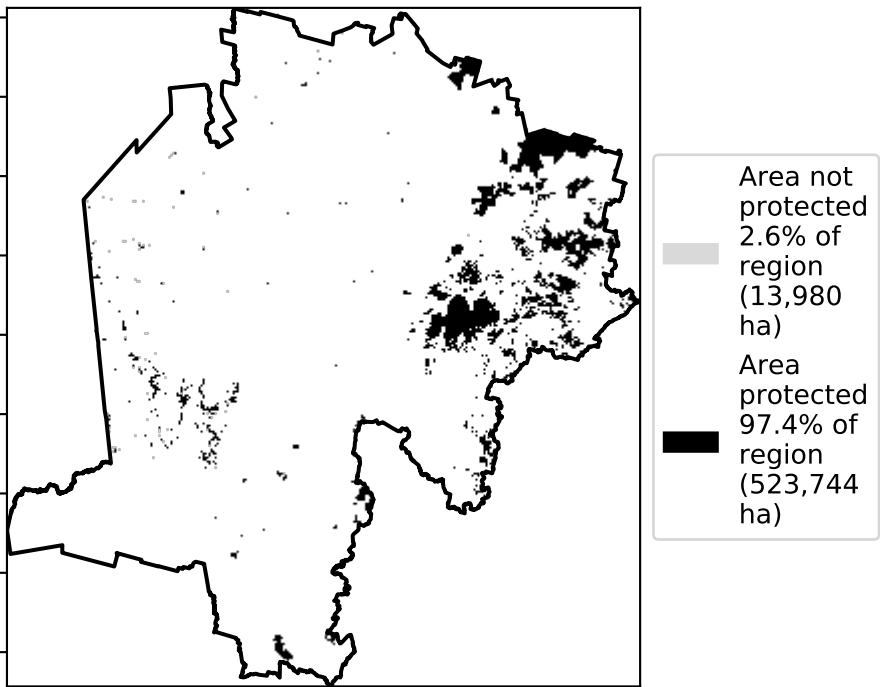 Area not
protected
2.6% of
region
(13,980
ha)
Area
protected
97.4% of
region
(523,744
ha)